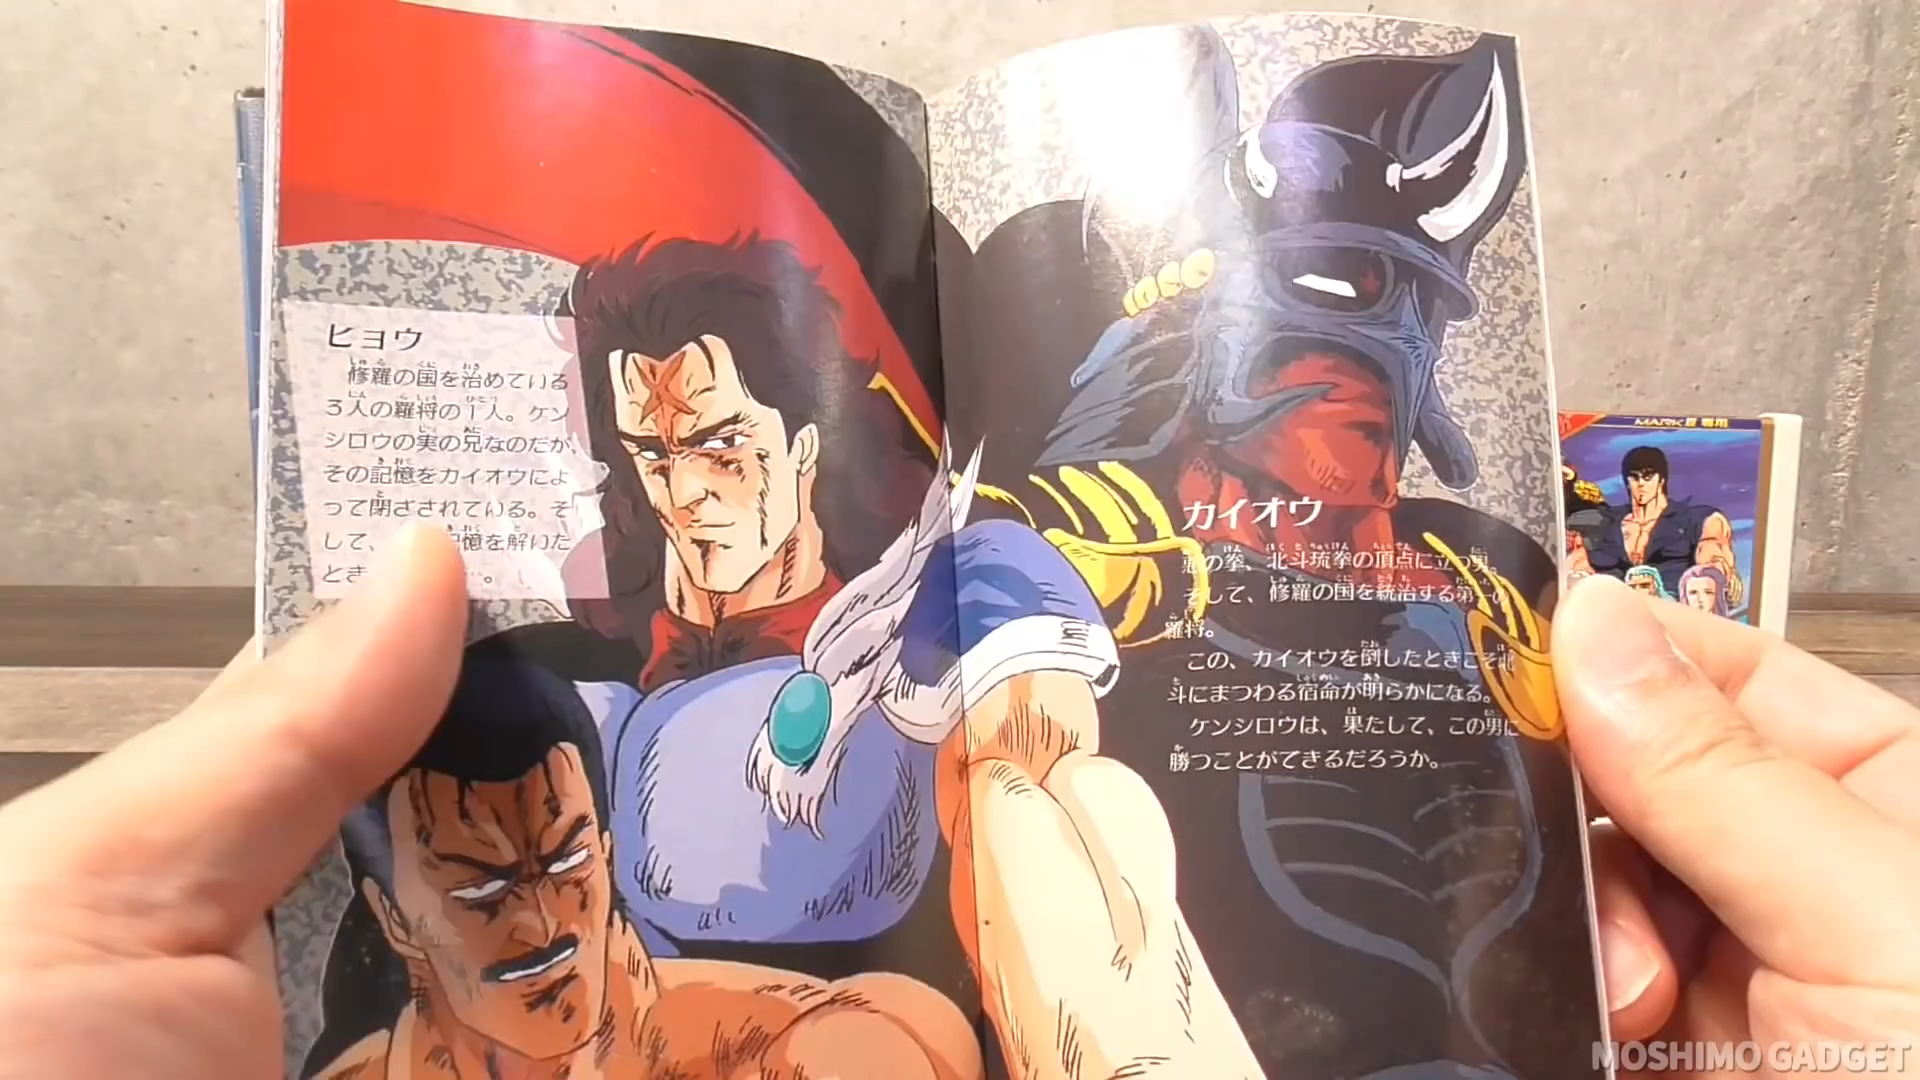 ヒョウ
修羅の国を治めている
3人の羅将の1人。ケン
シロウの実の兄なのだが、
その記憶をカイオウによ
って閉ざされている。そ
して、
憶を解いた
とき
カイオウ
悪の拳、北斗琉拳の頂点に立つ男。
そして、修羅の国を統治する第一の
羅将。
この、カイオウを倒したときこそ北
斗にまつわる宿命が明らかになる。
ケンシロウは、果たして、この男に
勝つことができるだろうか。
MARK III 専用
MOSHIMO GADGET